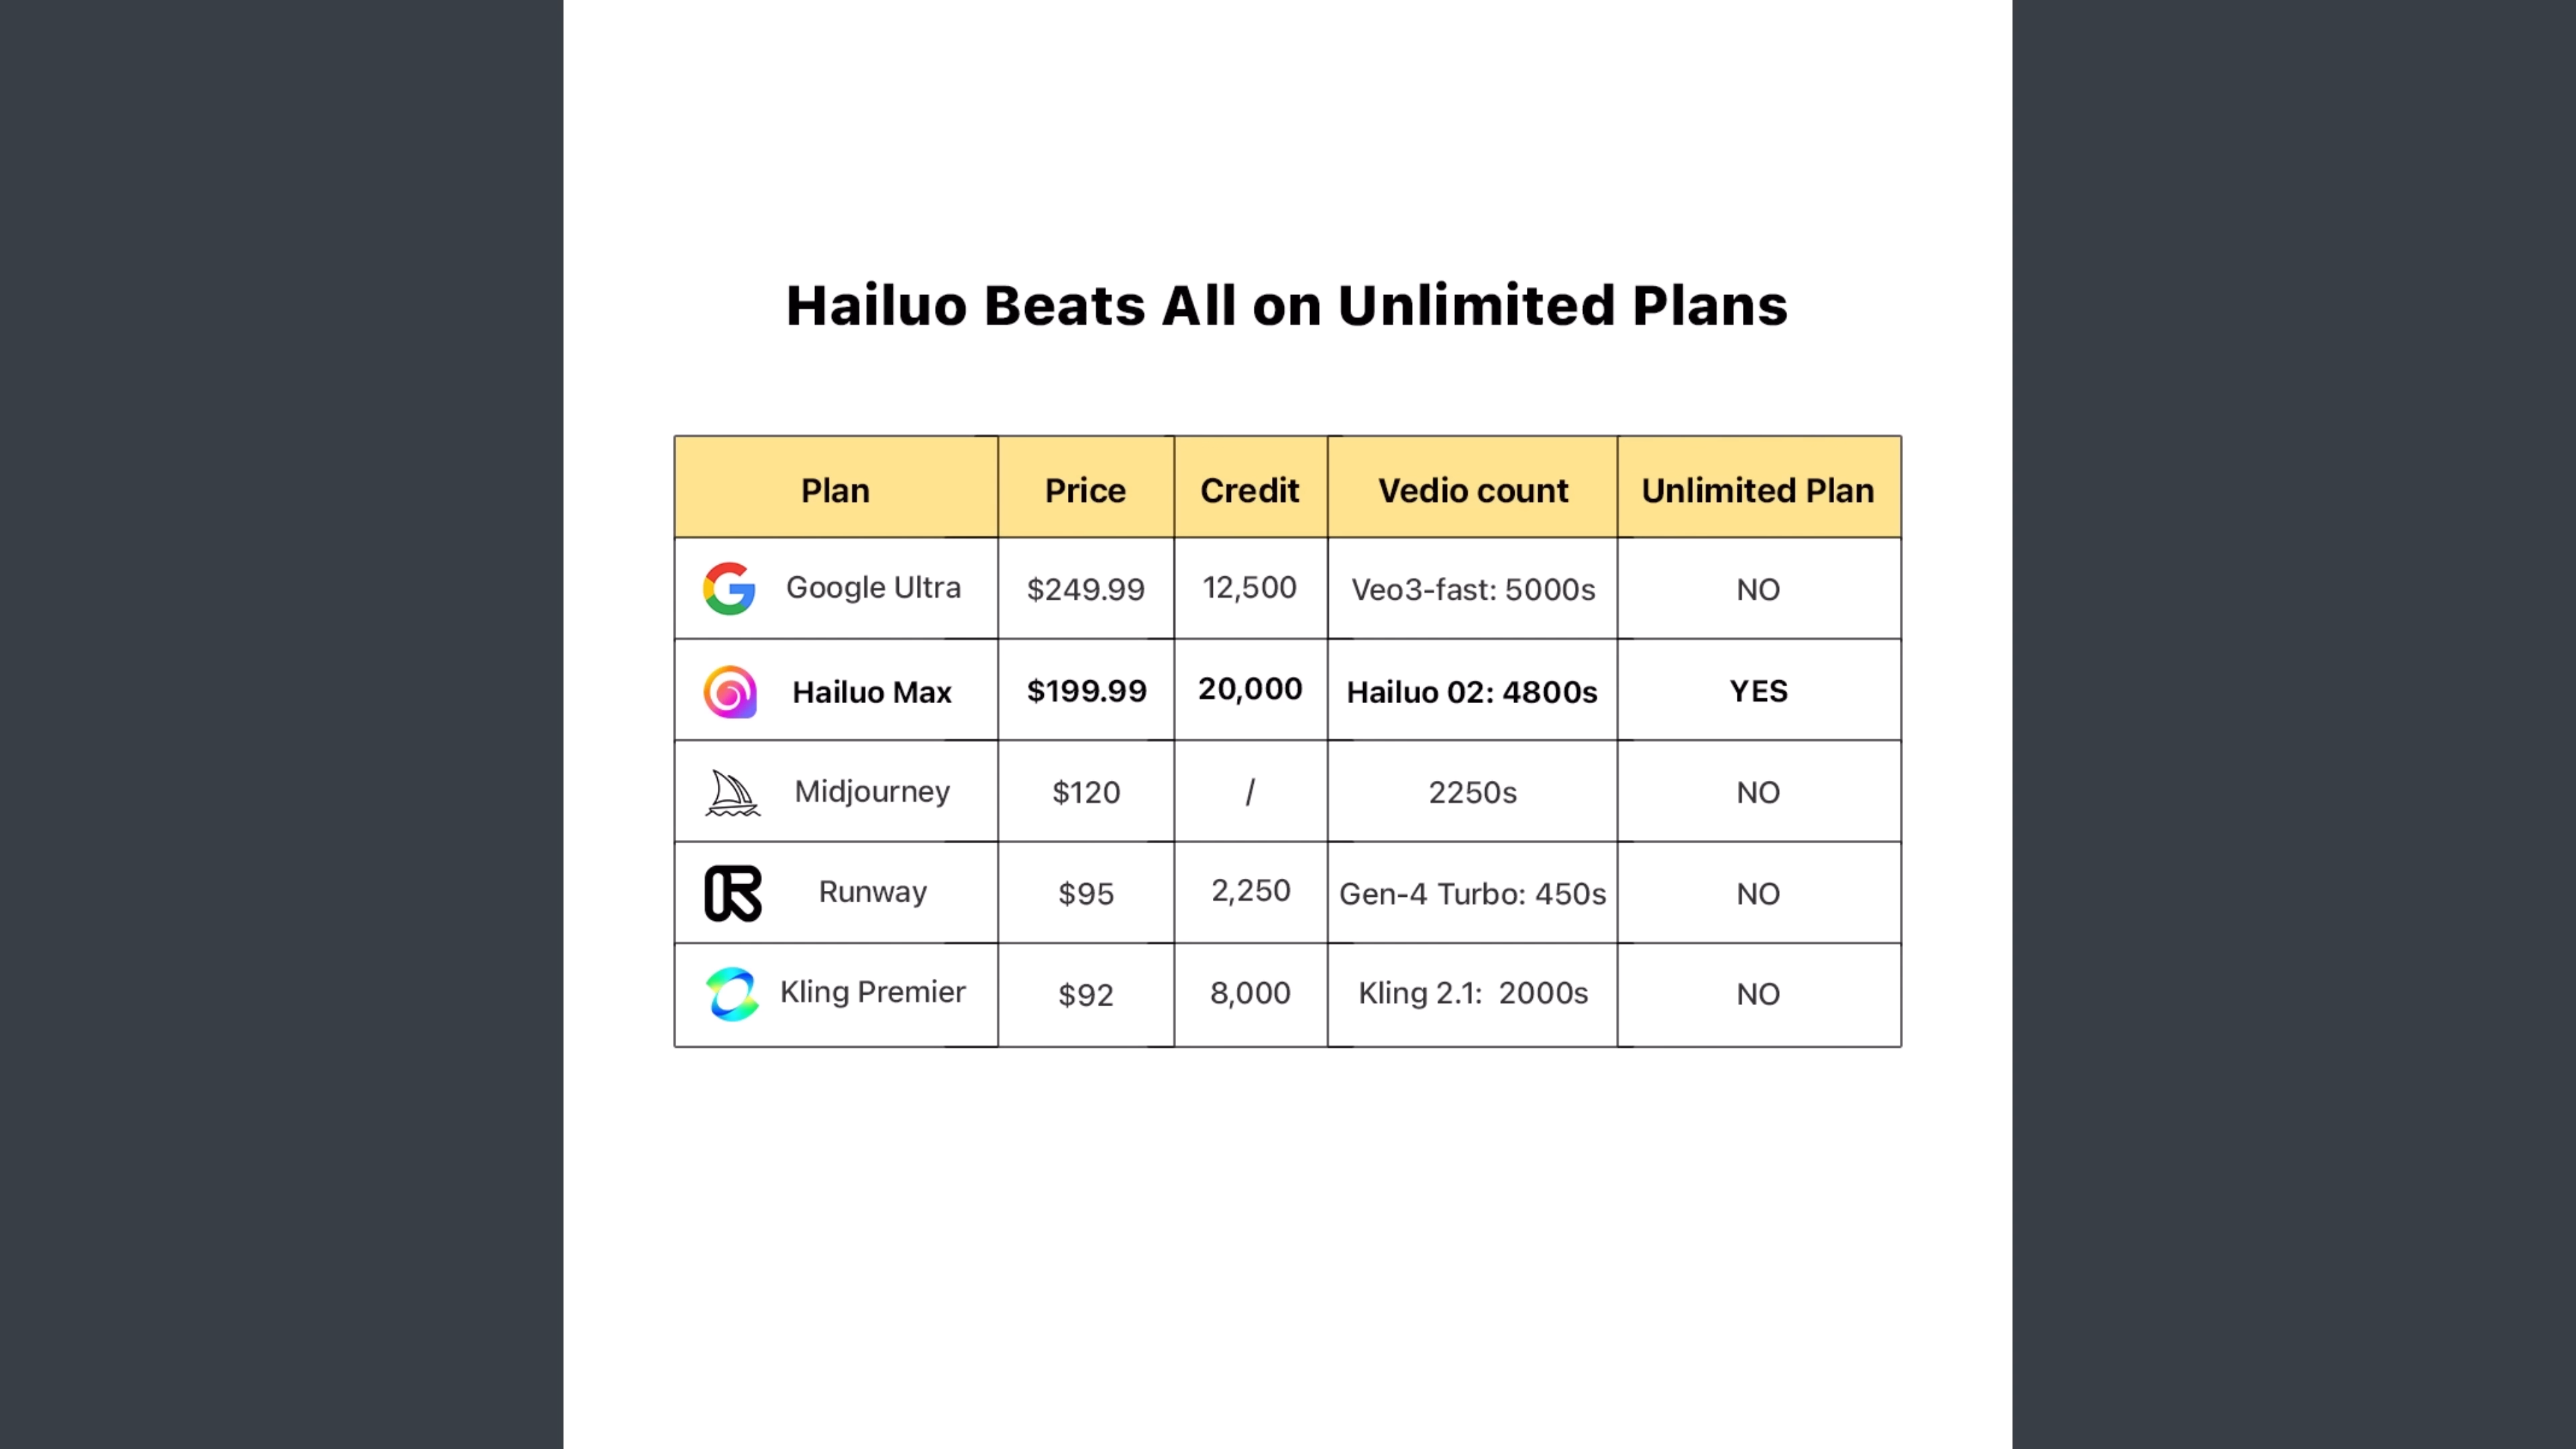 Hailuo Beats All on Unlimited Plans
Plan Price Credit Vedio count Unlimited Plan
Google Ultra $249.99 12,500 Veo3-fast: 5000s NO
Hailuo Max $199.99 20,000 Hailuo 02: 4800s YES
Midjourney $120 / 2250s NO
Runway $95 2,250 Gen-4 Turbo: 450s NO
Kling Premier $92 8,000 Kling 2.1: 2000s NO